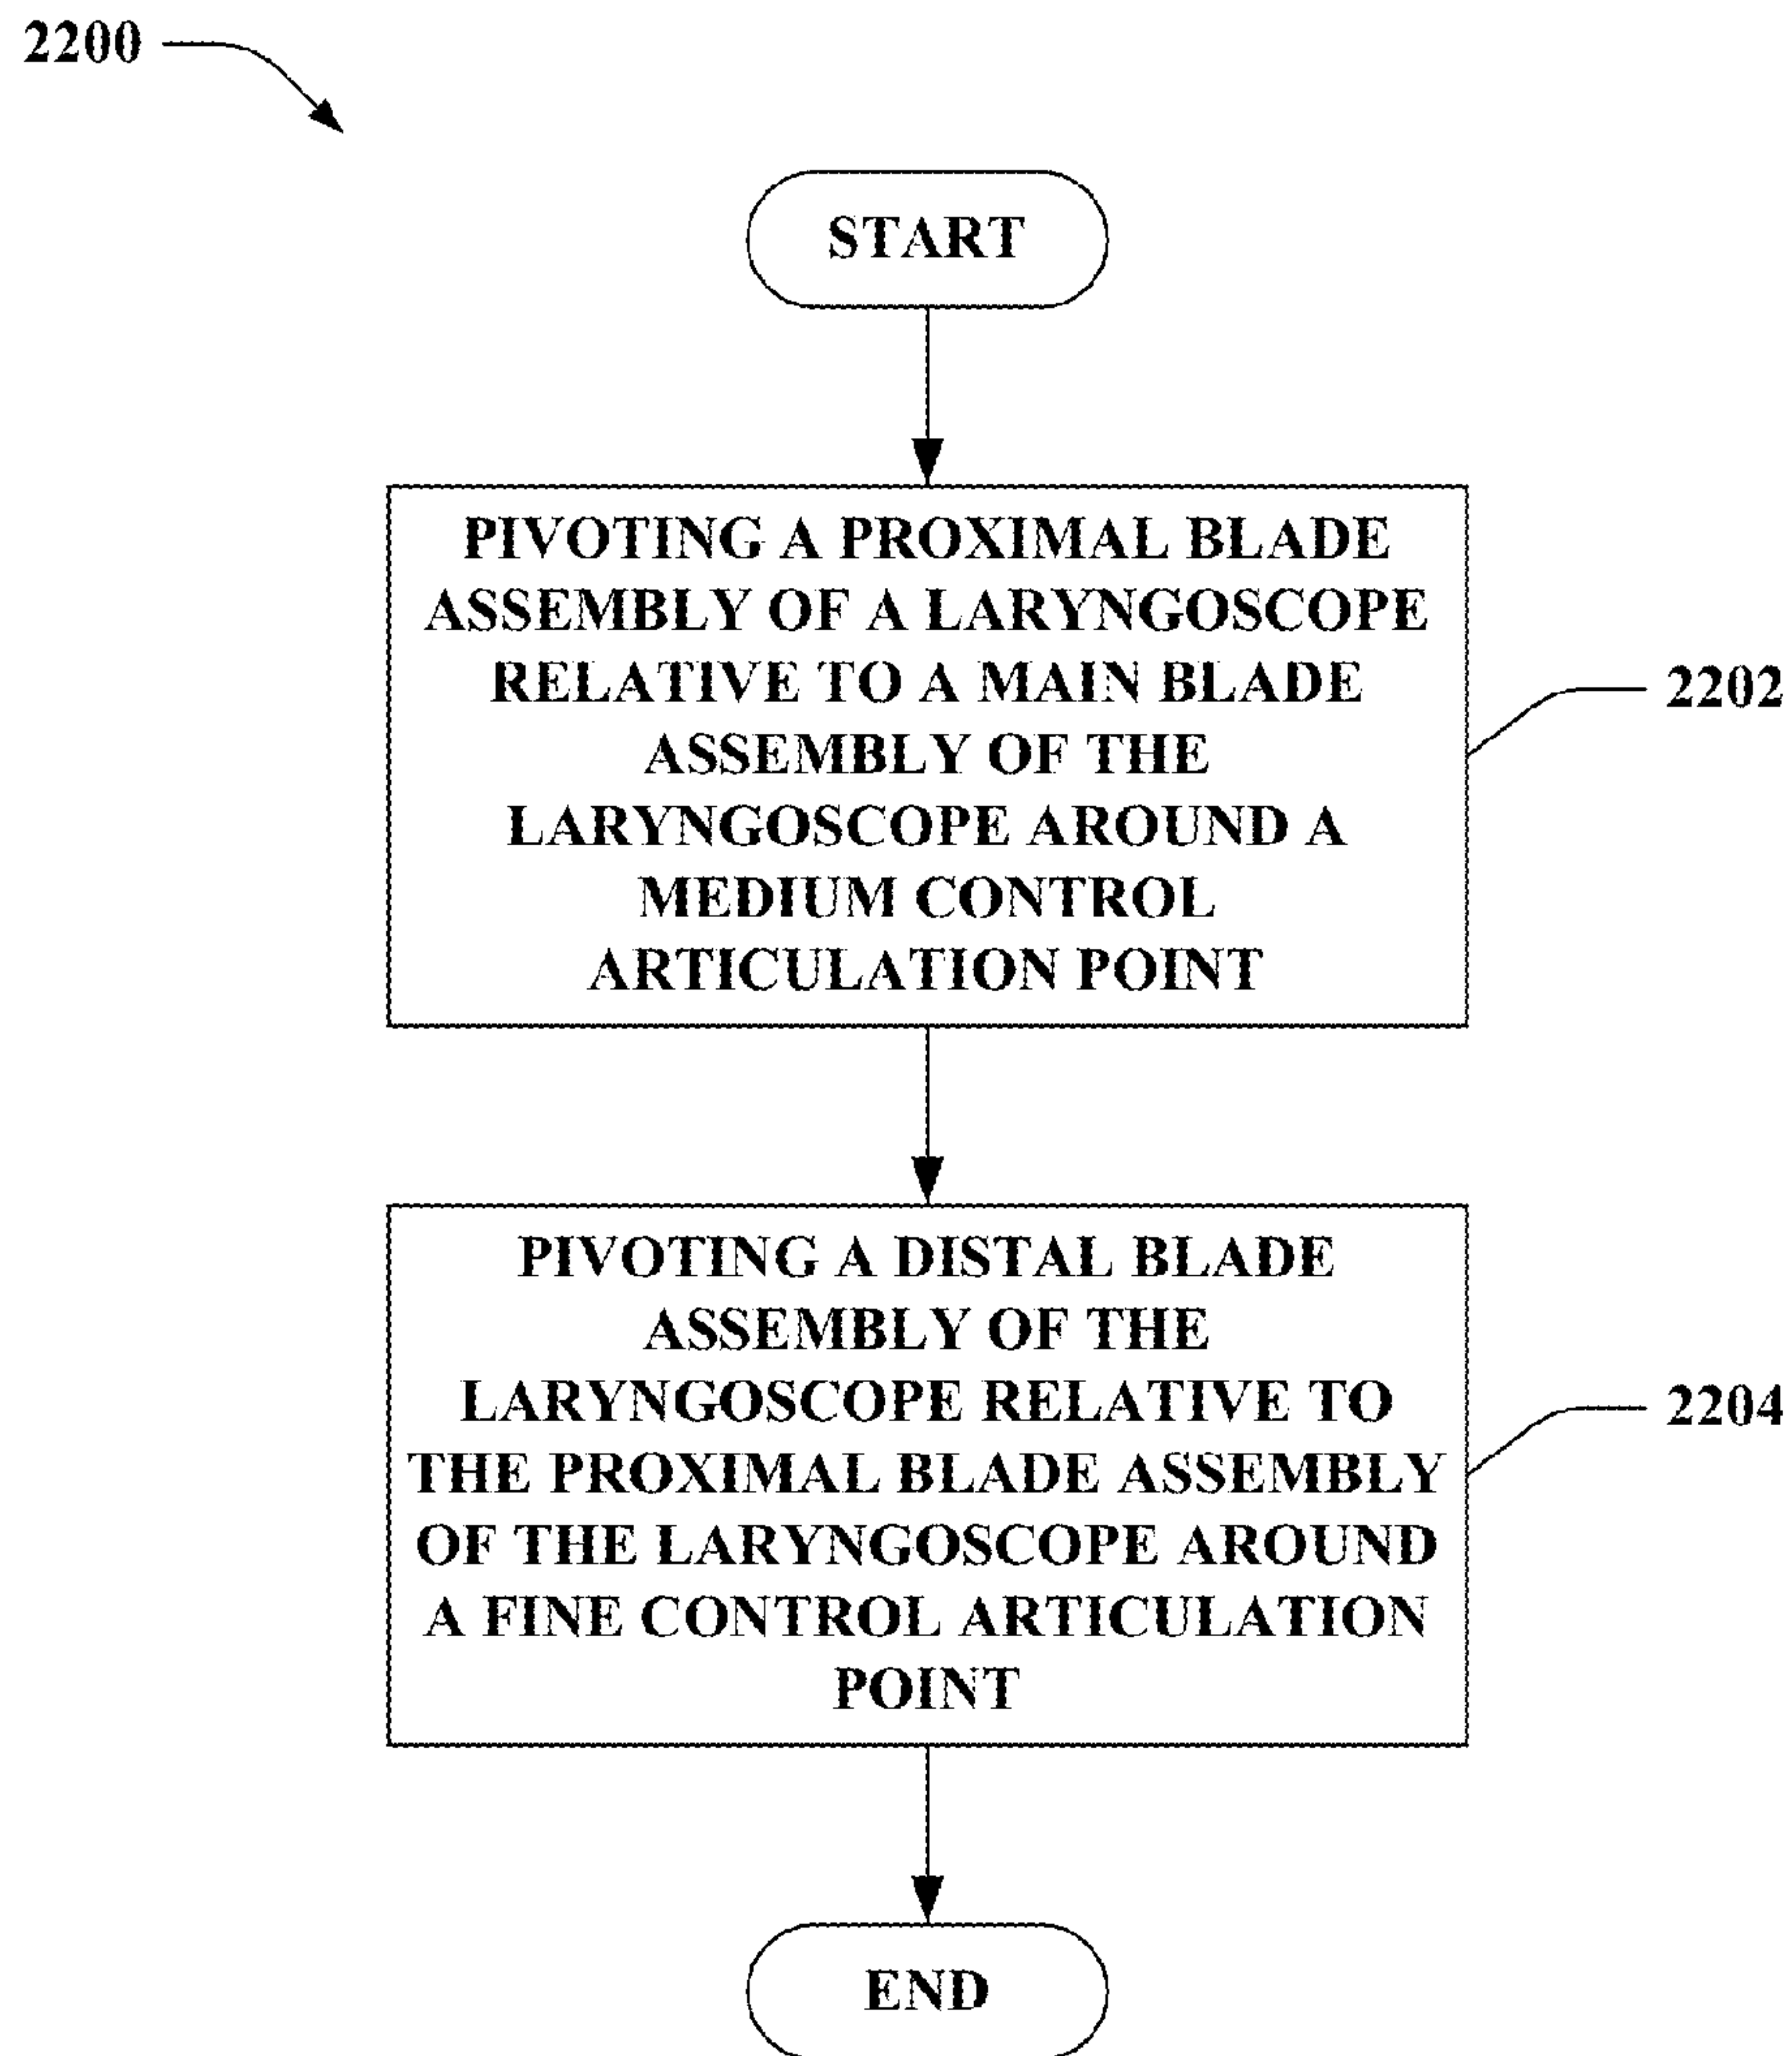 2200
START
PIVOTING A PROXIMAL BLADE
ASSEMBLY OF A LARYNGOSCOPE
RELATIVE TO A MAIN BLADE
ASSEMBLY OF THE
LARYNGOSCOPE AROUND A
MEDIUM CONTROL
ARTICULATION POINT
2202
PIVOTING A DISTAL BLADE
ASSEMBLY OF THE
LARYNGOSCOPE RELATIVE TO
THE PROXIMAL BLADE ASSEMBLY
OF THE LARYNGOSCOPE AROUND
A FINE CONTROL ARTICULATION
POINT
2204
END